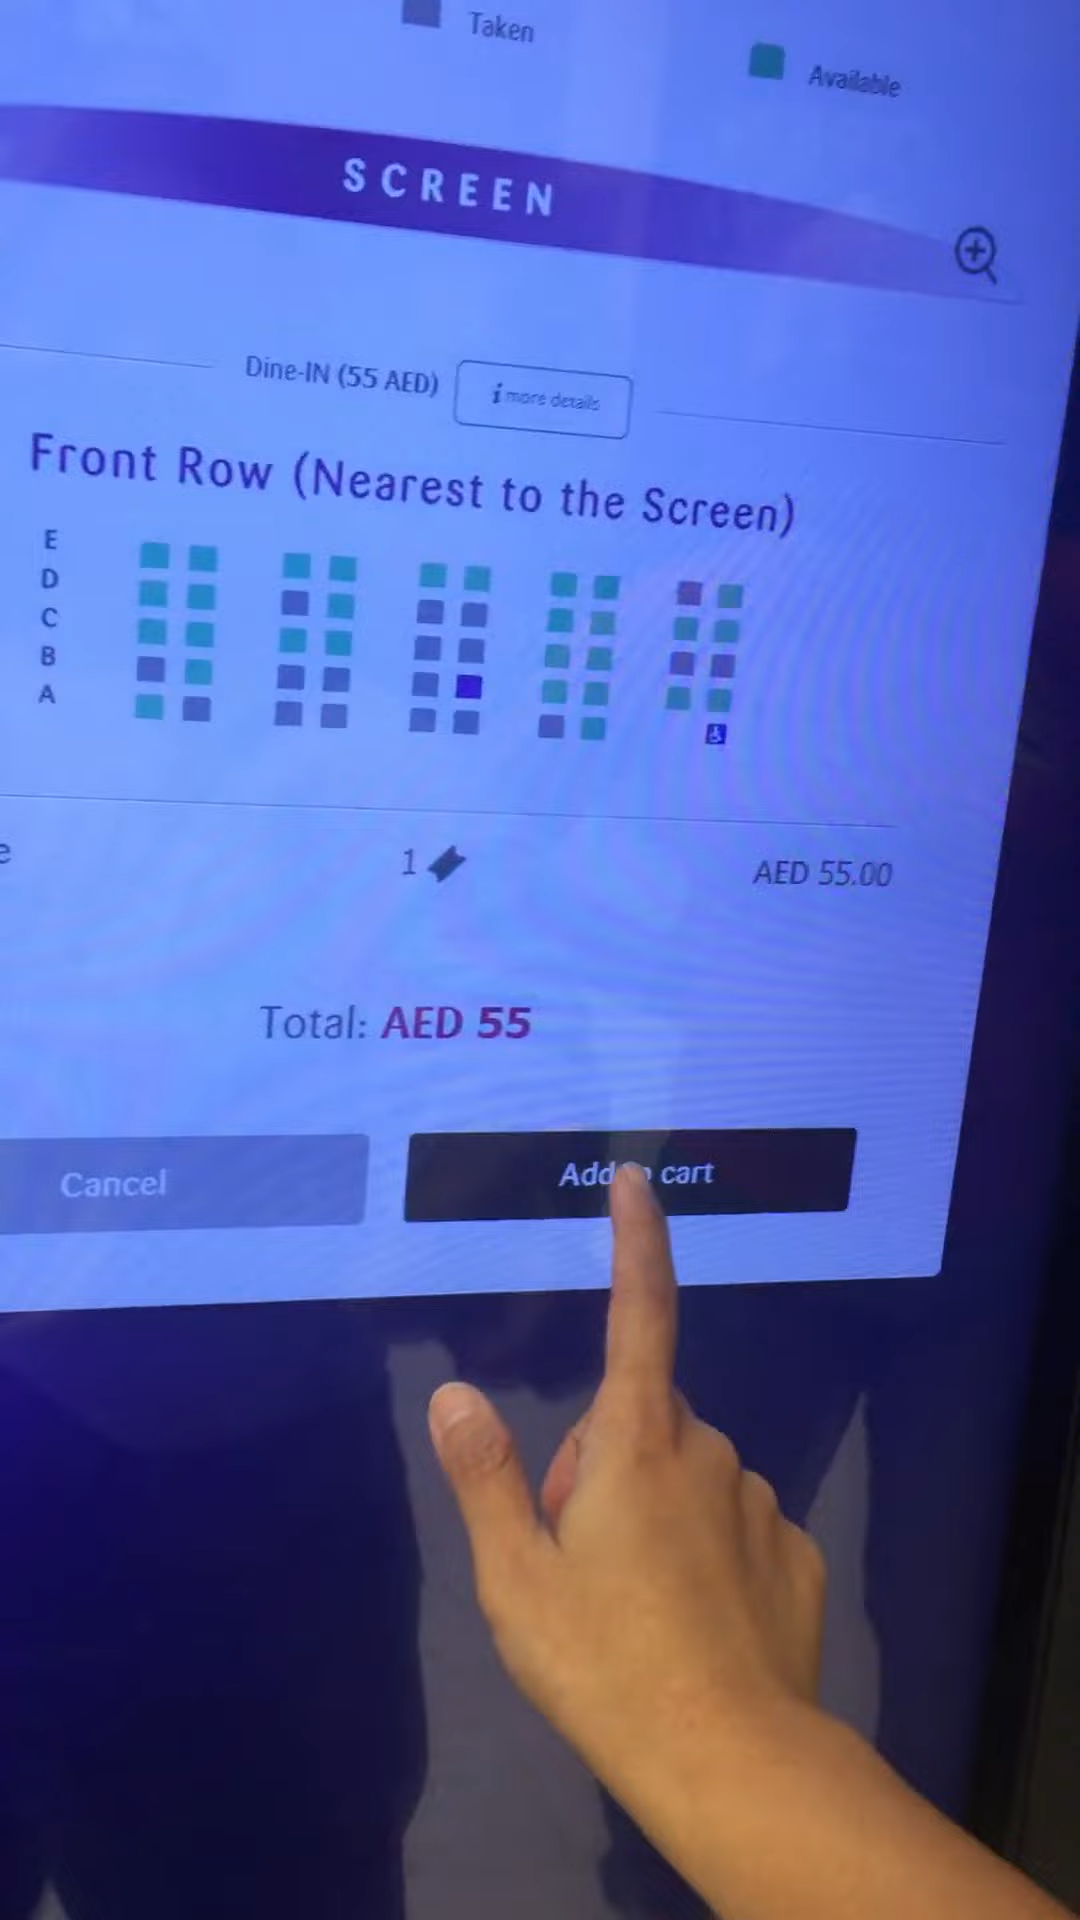 Taken
Available
SCREEN
Dine-IN (55 AED)
i more details
Front Row (Nearest to the Screen)
E
D
C
B
A
e
1
AED 55.00
Total: AED 55
Cancel
Add cart